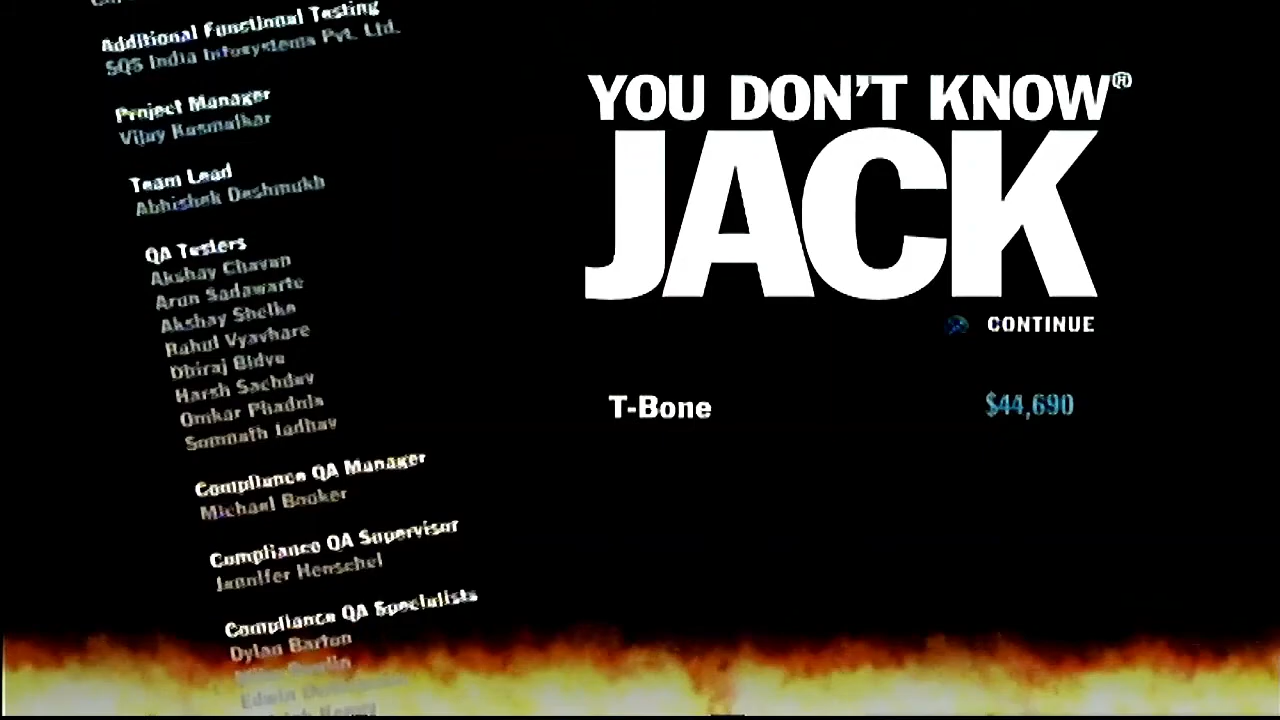 Additional Functional Testing
SQS India Infosystems Pvt. Ltd.
Project Manager
Vijay Kasmalkar
Team Lead
Abhishek Deshmukh
QA Testers
Akshay Chavan
Arun Sadawarte
Akshay Shelke
Rahul Vyavhare
Dhiraj Bidve
Harsh Sachdev
Omkar Phadnis
Somnath Jadhav
Compliance QA Manager
Michael Booker
Compliance QA Supervisor
Jennifer Henschel
Compliance QA Specialists
Dylan Barton
Edwin
YOU DON'T KNOW®
JACK
CONTINUE
T-Bone $44,690